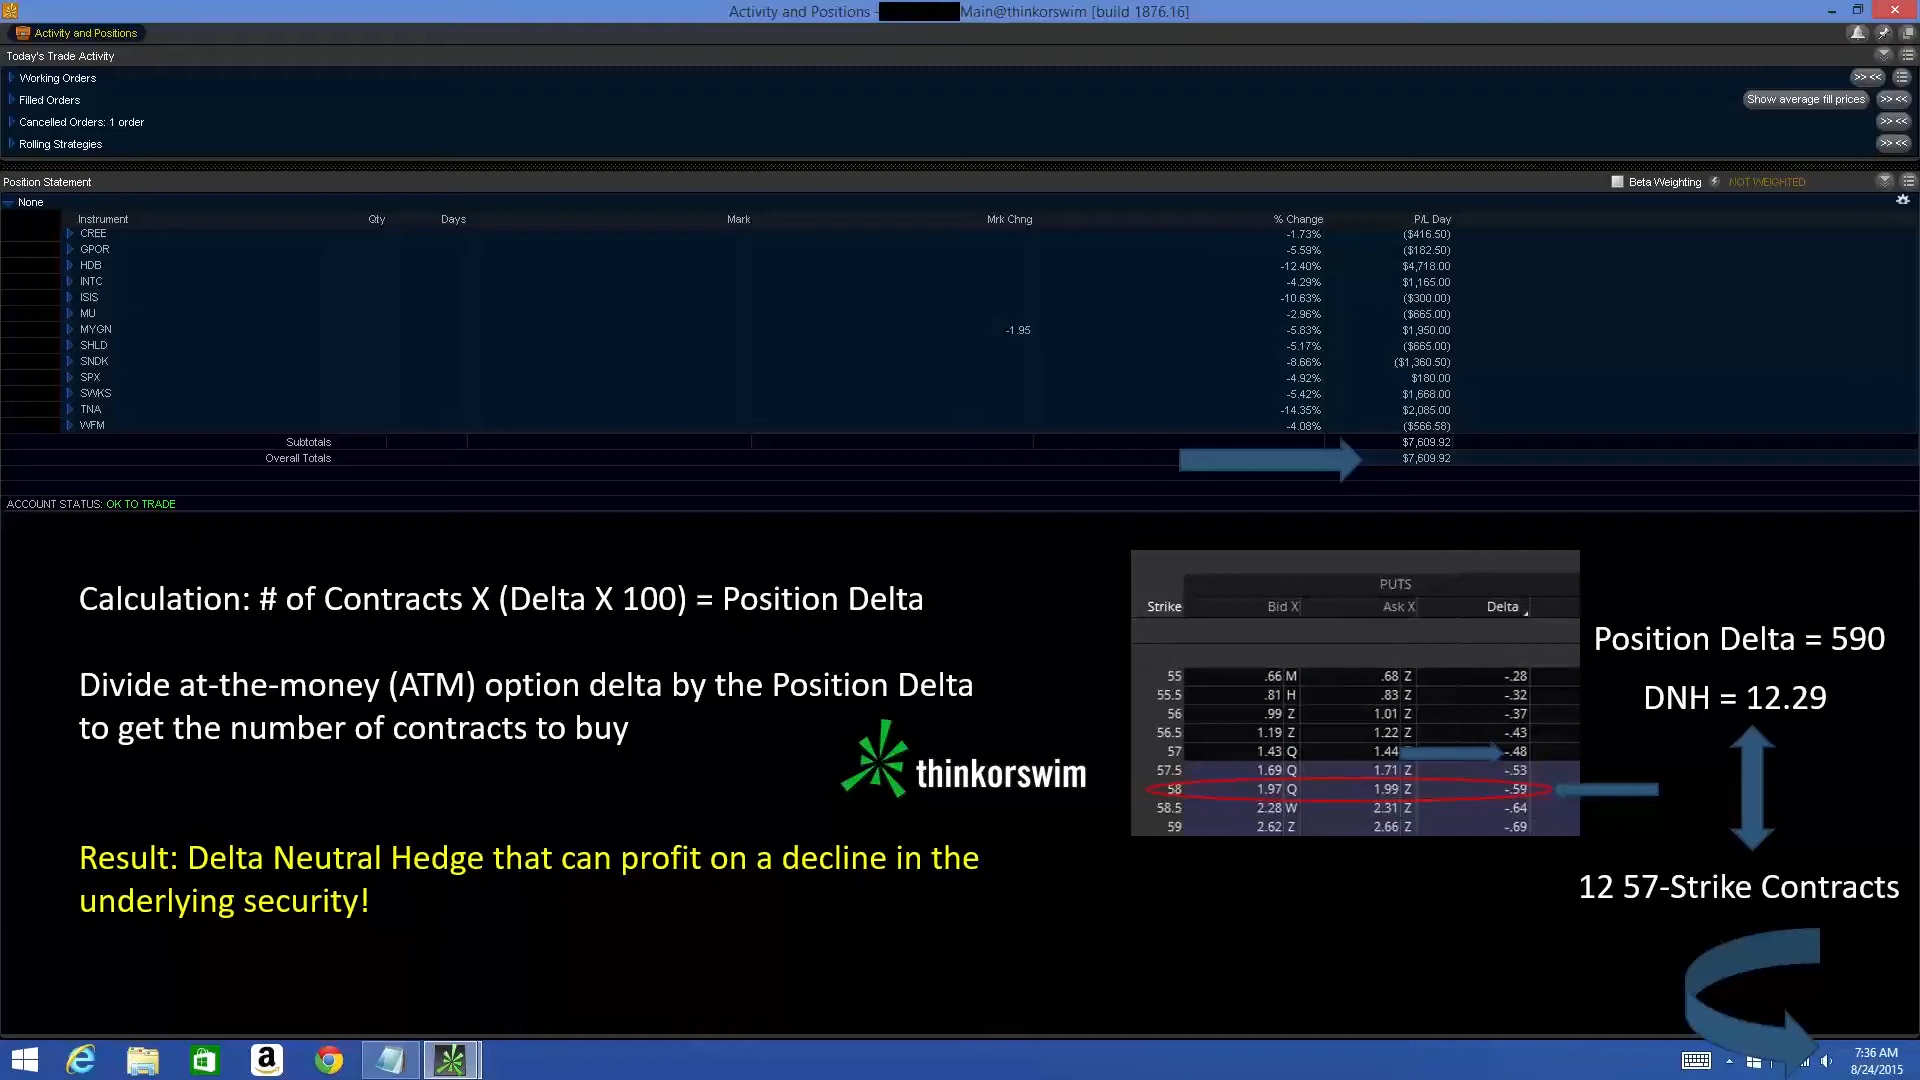 Activity and Positions - Main@thinkorswim [build 1876.16]
Activity and Positions
Today's Trade Activity
Working Orders >> <<
Filled Orders Show average fill prices >> <<
Cancelled Orders: 1 order >> <<
Rolling Strategies >> <<
Position Statement Beta Weighting NOT WEIGHTED
None
Instrument Qty Days Mark Mrk Chng % Change P/L Day
CREE -1.73% ($416.50)
GPOR -5.59% ($182.50)
HDB -12.40% $4,718.00
INTC -4.29% $1,165.00
ISIS -10.63% ($300.00)
MU -2.96% ($665.00)
MYGN -1.95 -5.83% $1,950.00
SHLD -5.17% ($665.00)
SNDK -8.66% ($1,360.50)
SPX -4.92% $180.00
SWKS -5.42% $1,668.00
TNA -14.35% $2,085.00
WFM -4.08% ($566.58)
Subtotals $7,609.92
Overall Totals $7,609.92
ACCOUNT STATUS: OK TO TRADE
Calculation: # of Contracts X (Delta X 100) = Position Delta
Divide at-the-money (ATM) option delta by the Position Delta
to get the number of contracts to buy
thinkorswim
Result: Delta Neutral Hedge that can profit on a decline in the
underlying security!
PUTS
Strike Bid X Ask X Delta
55 .66 M .68 Z -.28
55.5 .81 H .83 Z -.32
56 .99 Z 1.01 Z -.37
56.5 1.19 Z 1.22 Z -.43
57 1.43 Q 1.44 -.48
57.5 1.69 Q 1.71 Z -.53
58 1.97 Q 1.99 Z -.59
58.5 2.28 W 2.31 Z -.64
59 2.62 Z 2.66 Z -.69
Position Delta = 590
DNH = 12.29
12 57-Strike Contracts
7:36 AM
8/24/2015